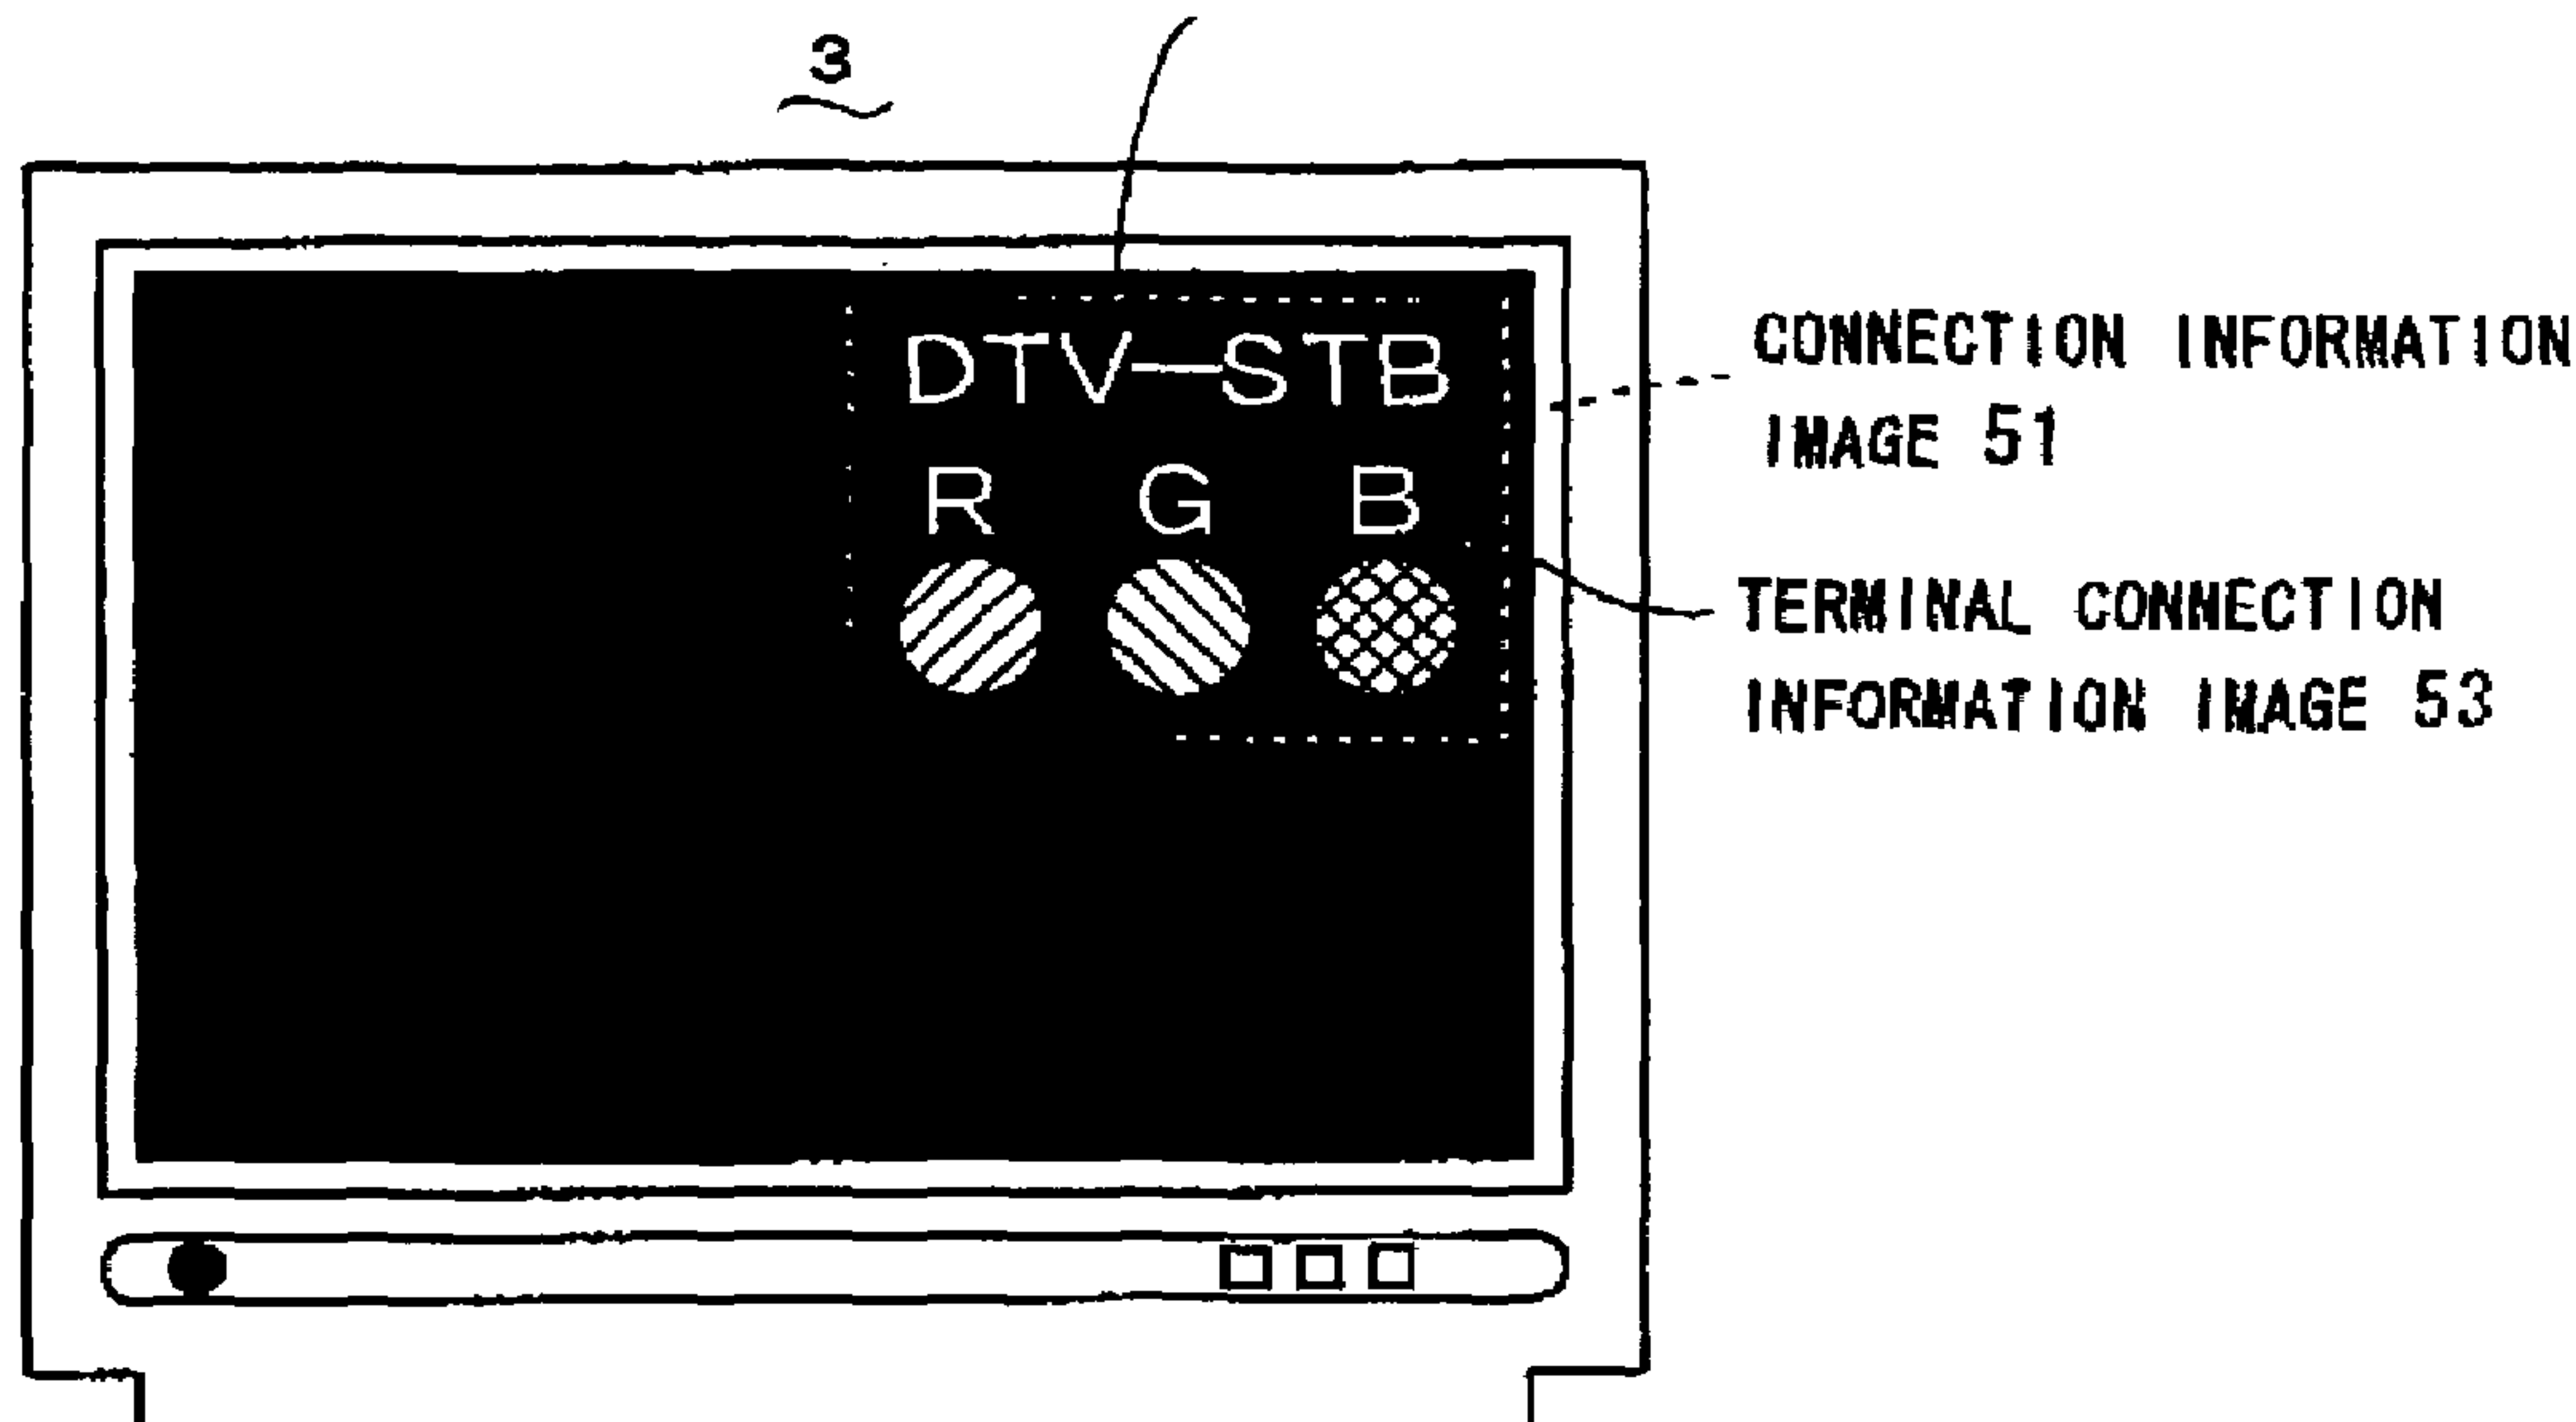 3
DTV-STB
R G B
CONNECTION INFORMATION
IMAGE 51
TERMINAL CONNECTION
INFORMATION IMAGE 53